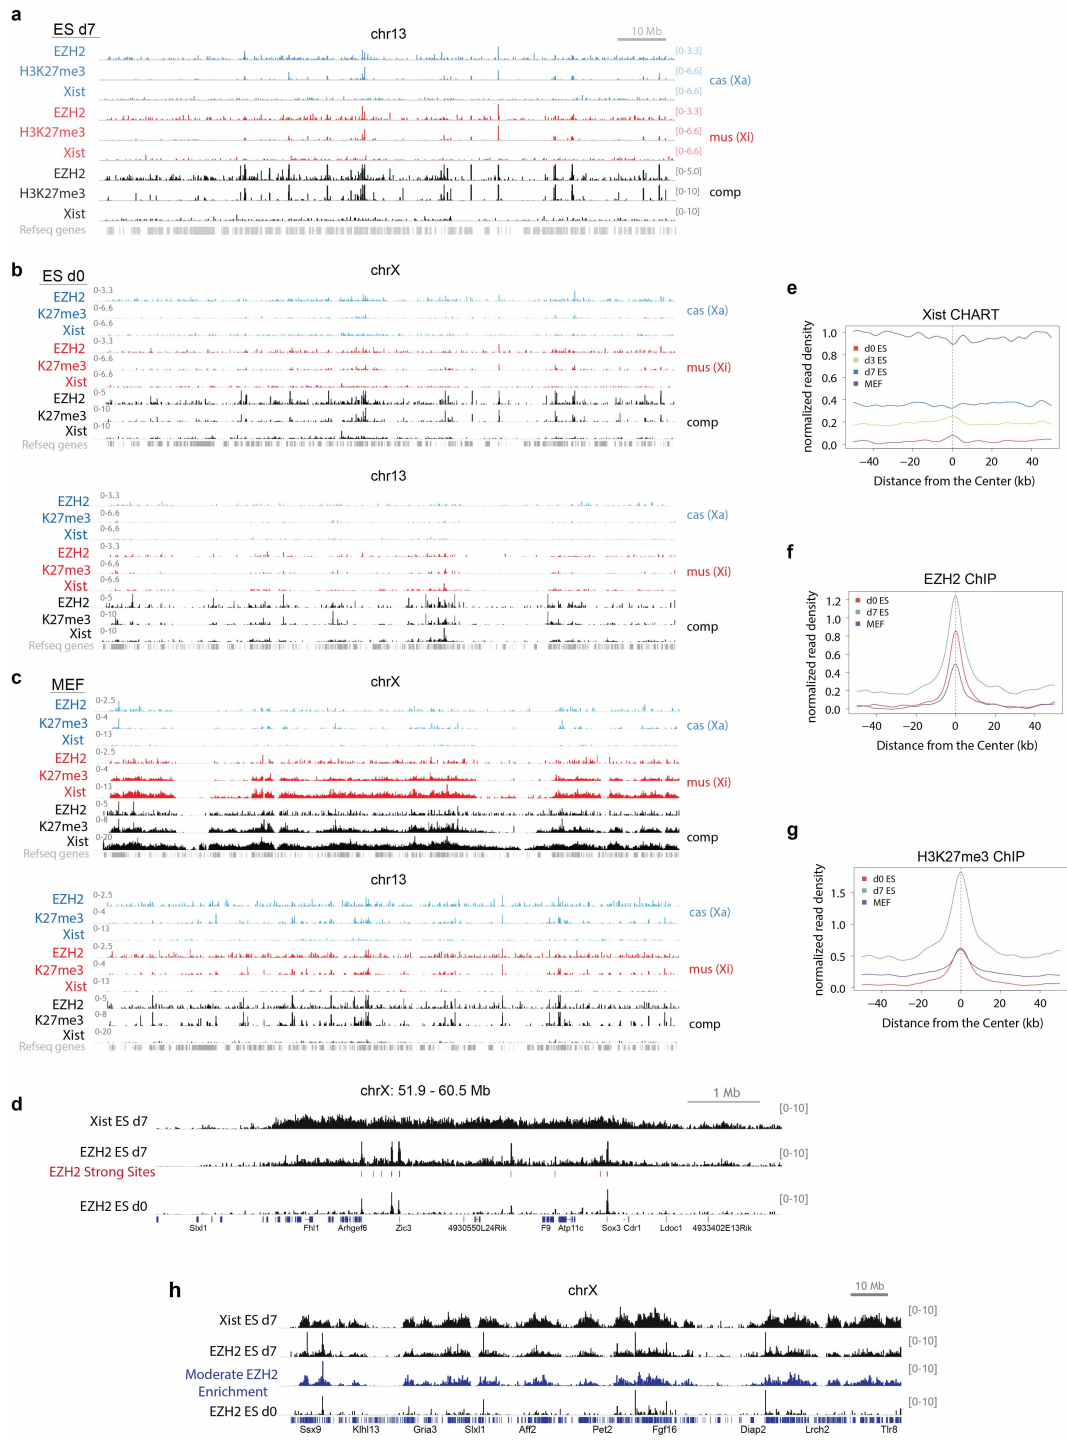 a
ES d7
chr13
10 Mb
EZH2 [0-3.3]
H3K27me3 [0-6.6] cas (Xa)
Xist [0-6.6]
EZH2 [0-3.3]
H3K27me3 [0-6.6] mus (Xi)
Xist [0-6.6]
EZH2 [0-5.0]
H3K27me3 [0-10] comp
Xist [0-10]
Refseq genes
b
ES d0
chrX
EZH2 0-3.3
K27me3 0-6.6 cas (Xa)
Xist 0-6.6
EZH2 0-3.3
K27me3 0-6.6 mus (Xi)
Xist 0-6.6
EZH2 0-5
K27me3 0-10 comp
Xist 0-10
Refseq genes
chr13
EZH2 0-3.3
K27me3 0-6.6 cas (Xa)
Xist 0-6.6
EZH2 0-3.3
K27me3 0-6.6 mus (Xi)
Xist 0-6.6
EZH2 0-5
K27me3 0-10 comp
Xist 0-10
Refseq genes
c
MEF
chrX
EZH2 0-2.5
K27me3 0-4 cas (Xa)
Xist 0-13
EZH2 0-2.5
K27me3 0-4 mus (Xi)
Xist 0-13
EZH2 0-5
K27me3 0-8 comp
Xist 0-20
Refseq genes
chr13
EZH2 0-2.5
K27me3 0-4 cas (Xa)
Xist 0-13
EZH2 0-2.5
K27me3 0-4 mus (Xi)
Xist 0-13
EZH2 0-5
K27me3 0-8 comp
Xist 0-20
Refseq genes
d
chrX: 51.9 - 60.5 Mb
1 Mb
Xist ES d7 [0-10]
EZH2 ES d7 [0-10]
EZH2 Strong Sites
EZH2 ES d0 [0-10]
Slxl1 Fhl1 Arhgef6 Zic3 4930550L24Rik F9 Atp11c Sox3 Cdr1 Ldoc1 4933402E13Rik
e
Xist CHART
normalized read density
1.0
0.8
0.6
0.4
0.2
0.0
d0 ES
d3 ES
d7 ES
MEF
−40 −20 0 20 40
Distance from the Center (kb)
f
EZH2 ChIP
normalized read density
1.2
1.0
0.8
0.6
0.4
0.2
0.0
d0 ES
d7 ES
MEF
−40 −20 0 20 40
Distance from the Center (kb)
g
H3K27me3 ChIP
normalized read density
1.5
1.0
0.5
0.0
d0 ES
d7 ES
MEF
−40 −20 0 20 40
Distance from the Center (kb)
h
chrX
10 Mb
Xist ES d7 [0-10]
EZH2 ES d7 [0-10]
Moderate EZH2 [0-10]
Enrichment
EZH2 ES d0 [0-10]
Ssx9 Klhl13 Gria3 Slxl1 Aff2 Pet2 Fgf16 Diap2 Lrch2 Tlr8